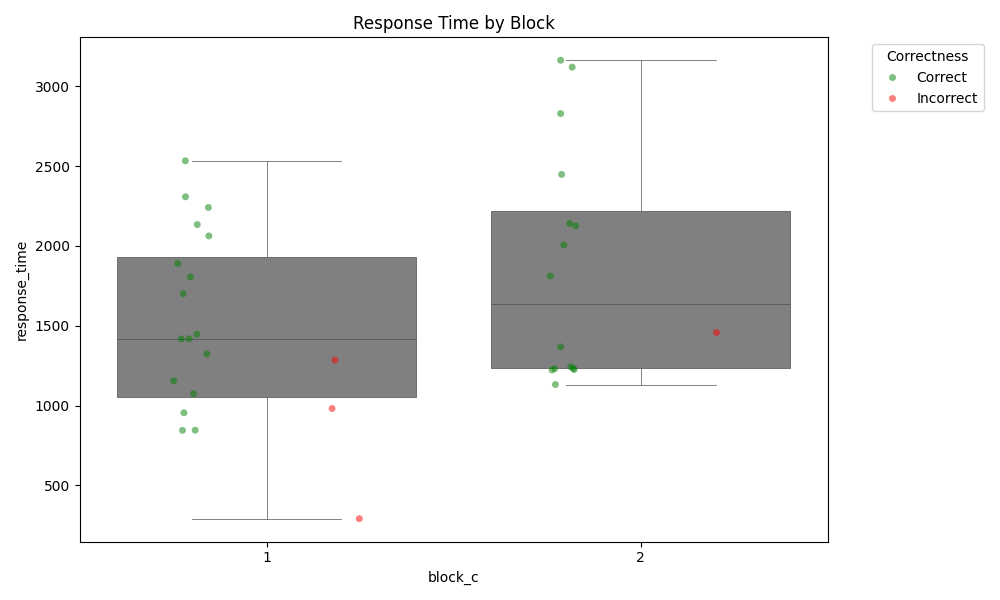 Response Time by Block
Correctness
Correct
Incorrect
response_time
3000
2500
2000
1500
1000
500
1
2
block_c